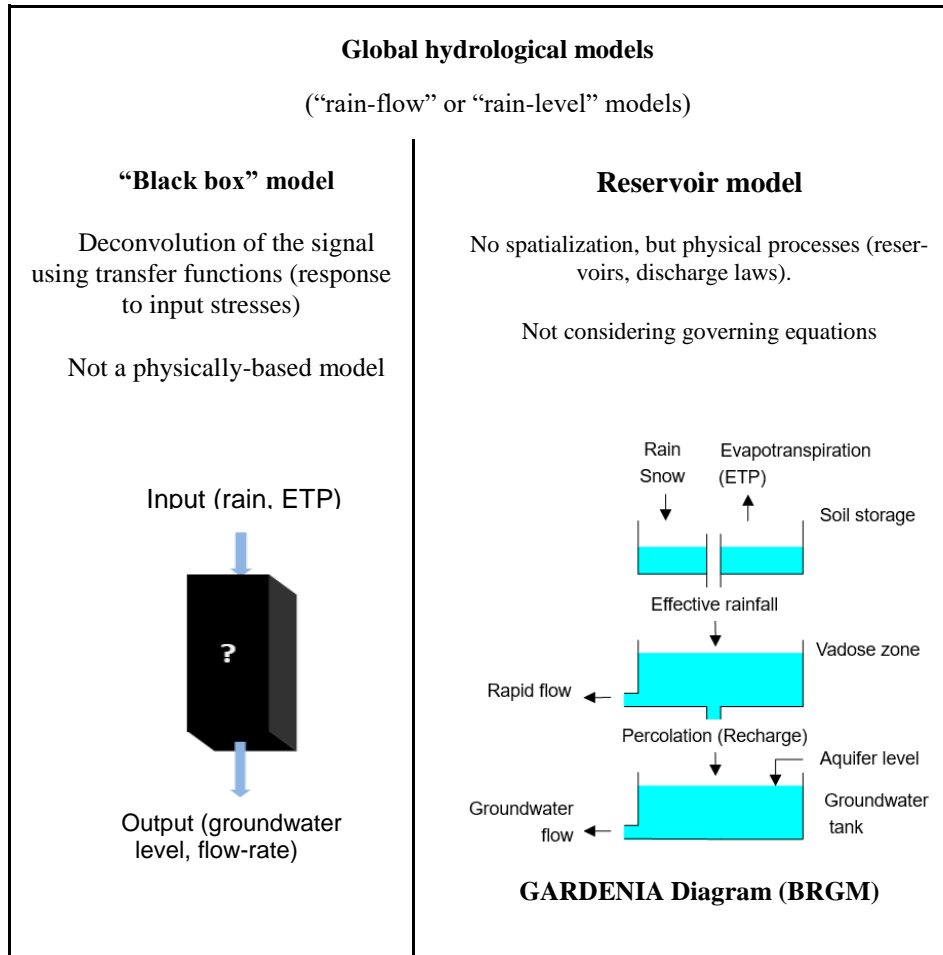 Global hydrological models
(“rain-flow” or “rain-level” models)
“Black box” model
Deconvolution of the signal
using transfer functions (response
to input stresses)
Not a physically-based model
Input (rain, ETP)
?
Output (groundwater
level, flow-rate)
Reservoir model
No spatialization, but physical processes (reser-
voirs, discharge laws).
Not considering governing equations
Rain
Snow
Evapotranspiration
(ETP)
Soil storage
Effective rainfall
Vadose zone
Rapid flow
Percolation (Recharge)
Aquifer level
Groundwater
flow
Groundwater
tank
GARDENIA Diagram (BRGM)